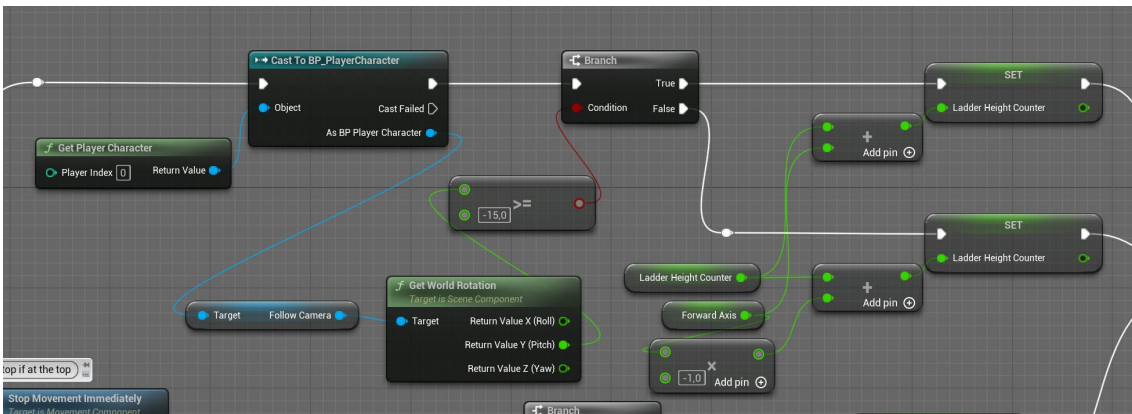 Cast To BP_PlayerCharacter
Object
Cast Failed
As BP Player Character
f Get Player Character
Player Index 0
Return Value
Branch
True
Condition
False
SET
Ladder Height Counter
+
Add pin
>=
-15,0
SET
Ladder Height Counter
Ladder Height Counter
+
Add pin
Forward Axis
×
-1,0
Add pin
f Get World Rotation
Target is Scene Component
Target
Return Value X (Roll)
Return Value Y (Pitch)
Return Value Z (Yaw)
Target
Follow Camera
top if at the top
Stop Movement Immediately
Target is Movement Component
Branch